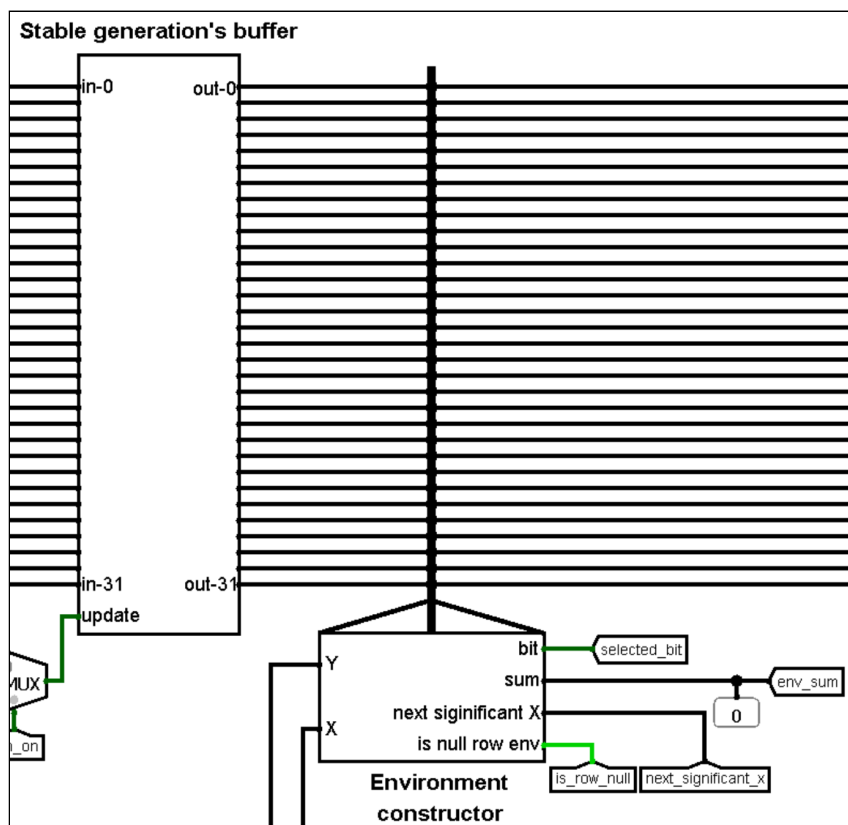 Stable generation's buffer
in-0
out-0
in-31
out-31
update
MUX
n_on
Y
X
bit
sum
next siginificant X
is null row env
selected_bit
env_sum
0
is_row_null
next_significant_x
Environment
constructor